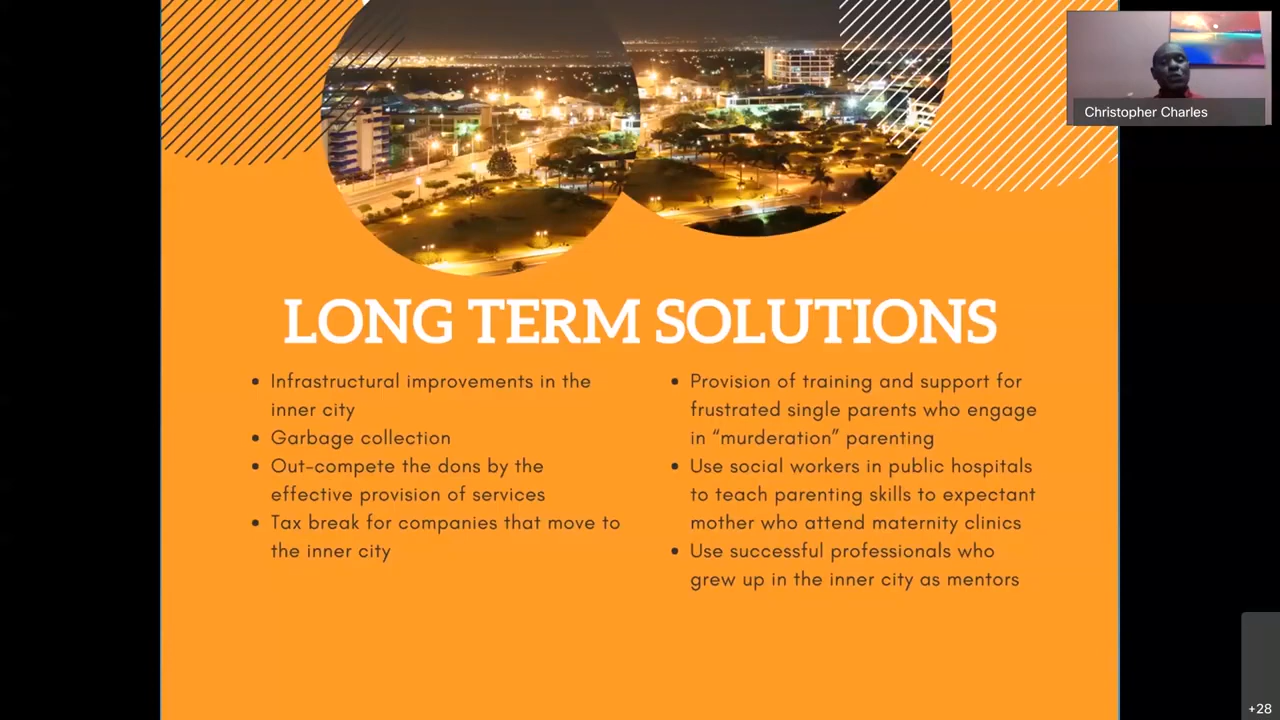 Christopher Charles
LONG TERM SOLUTIONS
• Infrastructural improvements in the
inner city
• Garbage collection
• Out-compete the dons by the
effective provision of services
• Tax break for companies that move to
the inner city
• Provision of training and support for
frustrated single parents who engage
in “murderation” parenting
• Use social workers in public hospitals
to teach parenting skills to expectant
mother who attend maternity clinics
• Use successful professionals who
grew up in the inner city as mentors
+28